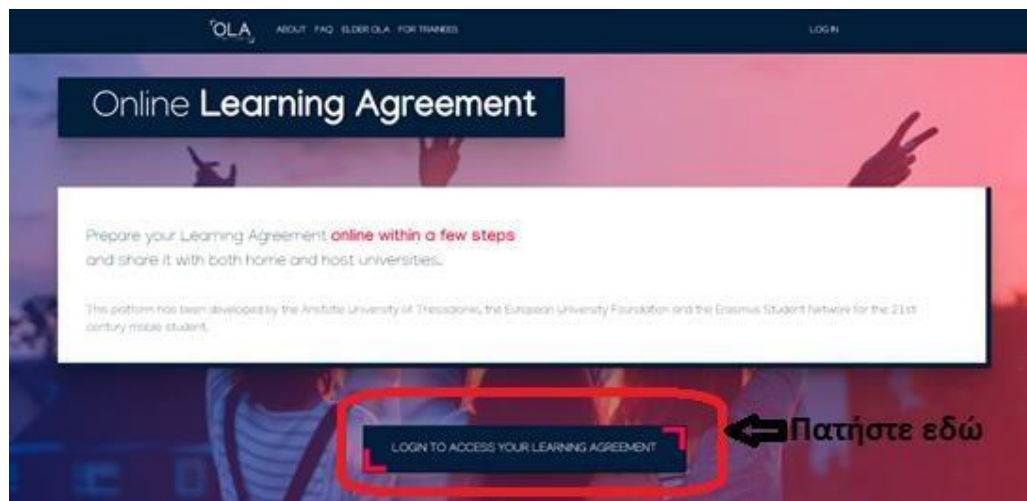 OLA ABOUT FAQ ELDER OLA FOR TRAINEES LOG IN
Online Learning Agreement
Prepare your Learning Agreement online within a few steps
and share it with both home and host universities.
This platform has been developed by the Aristotle University of Thessaloniki, the European University Foundation and the Erasmus Student Network for the 21st
century mobile student.
LOGIN TO ACCESS YOUR LEARNING AGREEMENT
Πατήστε εδώ